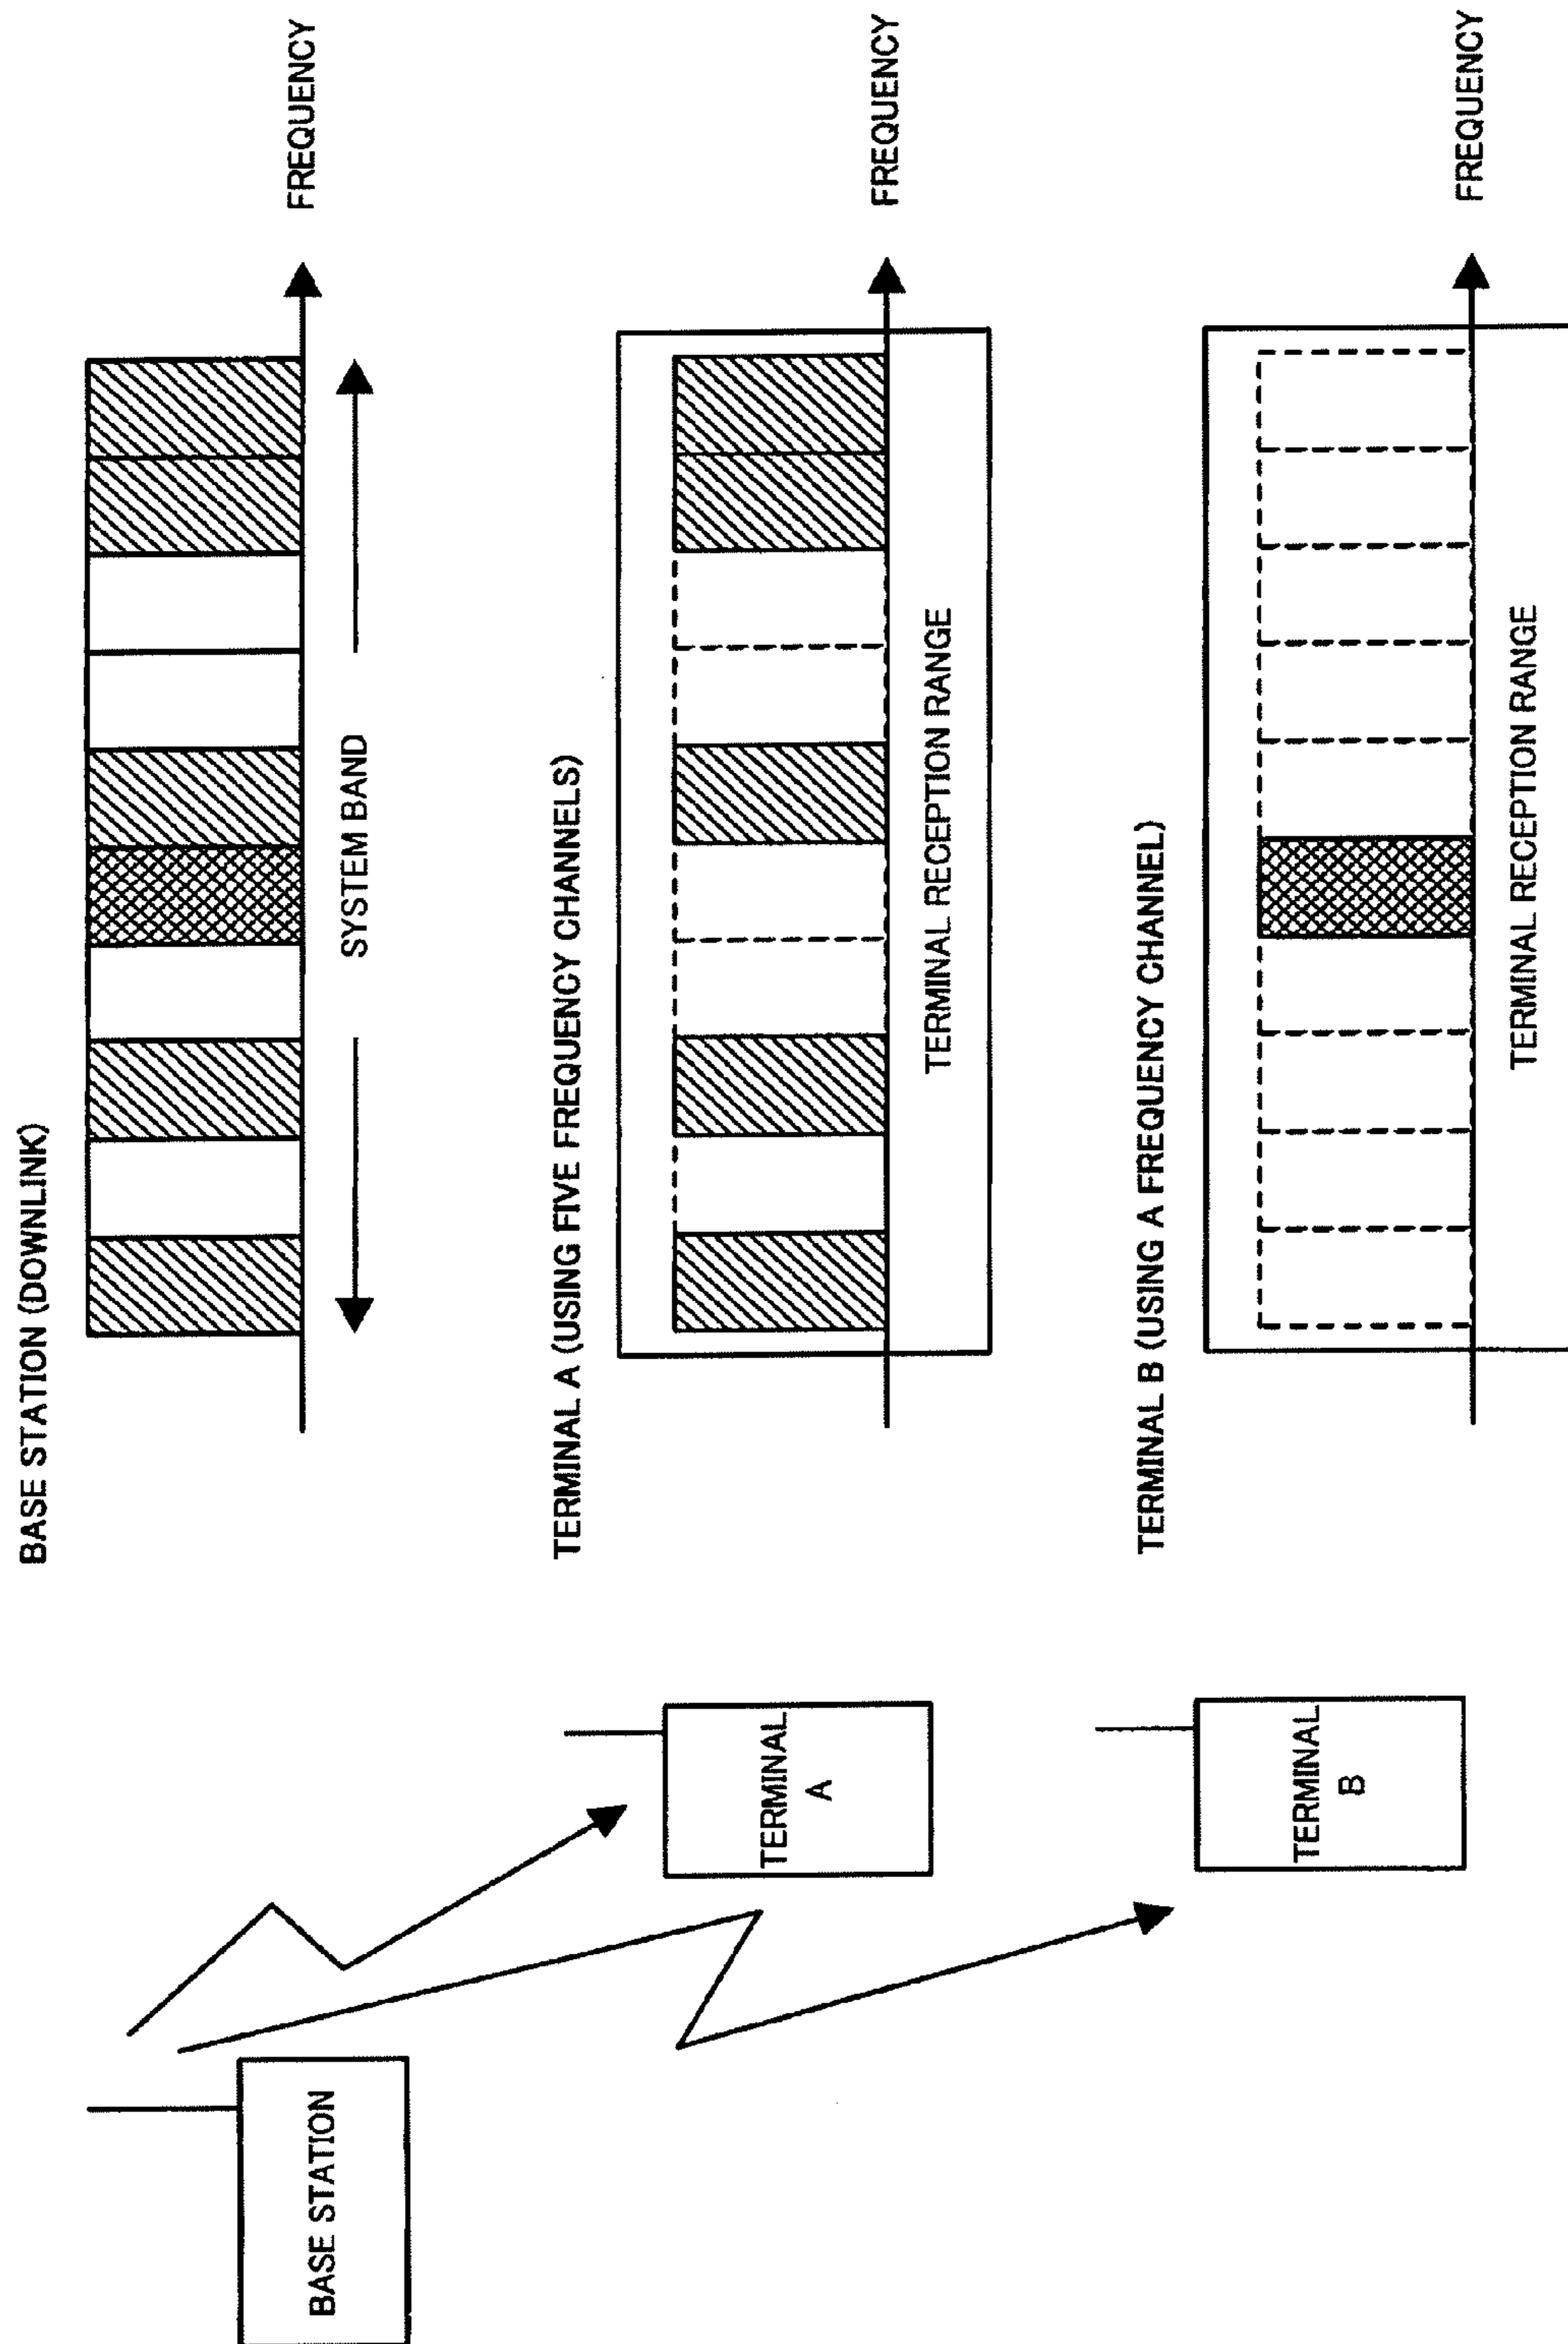 BASE STATION (DOWNLINK)
FREQUENCY
SYSTEM BAND
BASE STATION
TERMINAL A (USING FIVE FREQUENCY CHANNELS)
FREQUENCY
TERMINAL RECEPTION RANGE
TERMINAL
A
TERMINAL B (USING A FREQUENCY CHANNEL)
FREQUENCY
TERMINAL RECEPTION RANGE
TERMINAL
B